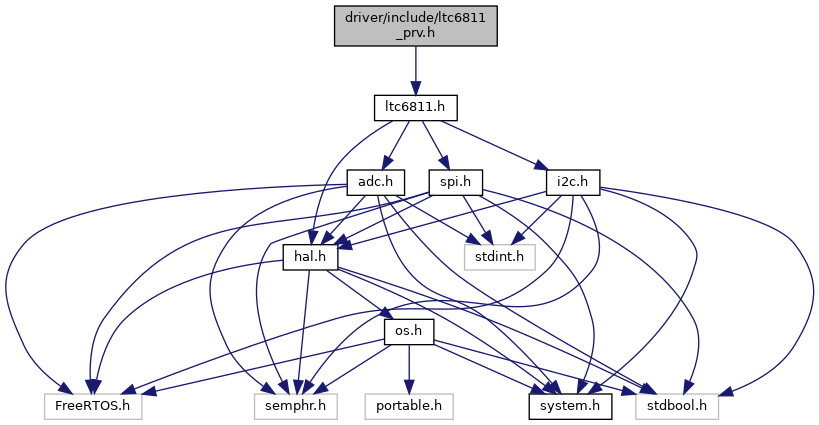 driver/include/ltc6811
_prv.h
ltc6811.h
adc.h
spi.h
i2c.h
hal.h
stdint.h
os.h
FreeRTOS.h
semphr.h
portable.h
system.h
stdbool.h